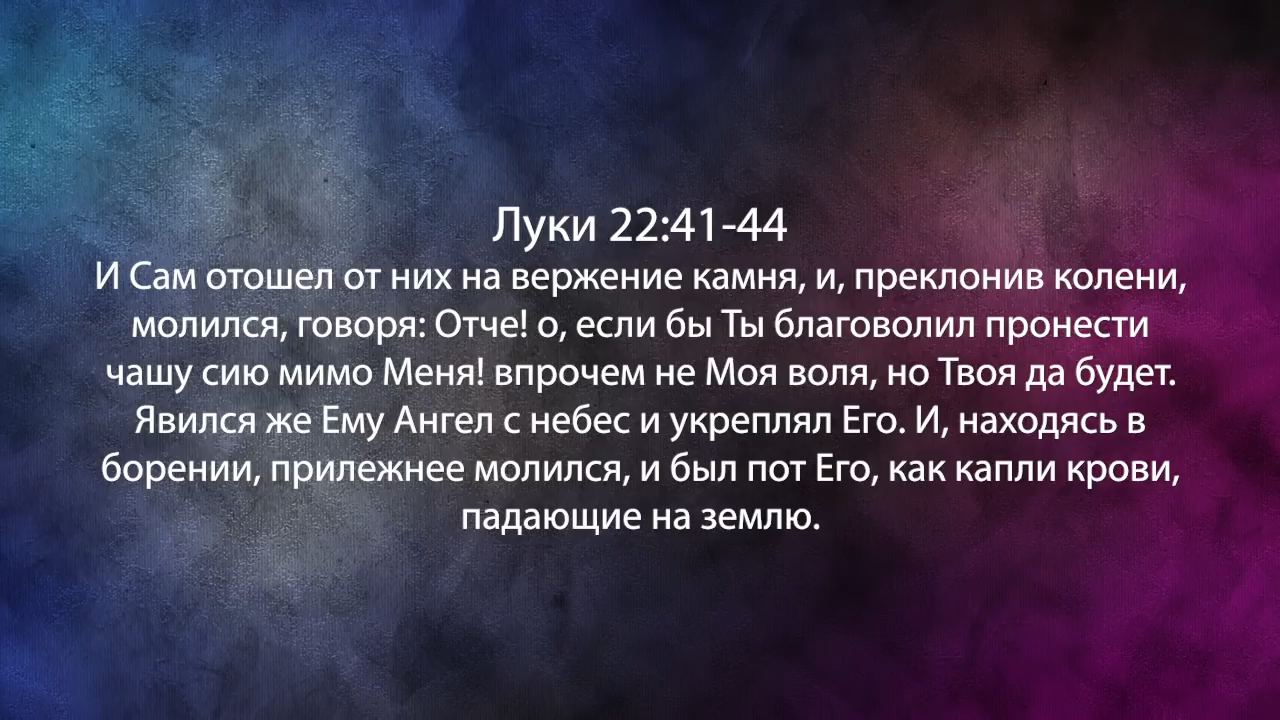 Луки 22:41-44
И Сам отошел от них на вержение камня, и, преклонив колени,
молился, говоря: Отче! о, если бы Ты благоволил пронести
чашу сию мимо Меня! впрочем не Моя воля, но Твоя да будет.
Явился же Ему Ангел с небес и укреплял Его. И, находясь в
борении, прилежнее молился, и был пот Его, как капли крови,
падающие на землю.